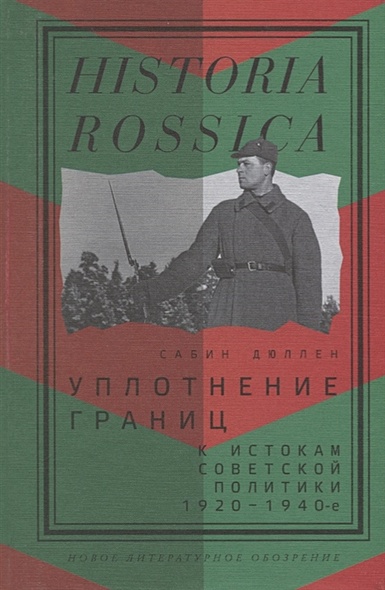 HISTORIA
ROSSICA
САБИН ДЮЛЛЕН
УПЛОТНЕНИЕ
ГРАНИЦ
К ИСТОКАМ
СОВЕТСКОЙ
ПОЛИТИКИ
1920–1940-е
НОВОЕ ЛИТЕРАТУРНОЕ ОБОЗРЕНИЕ